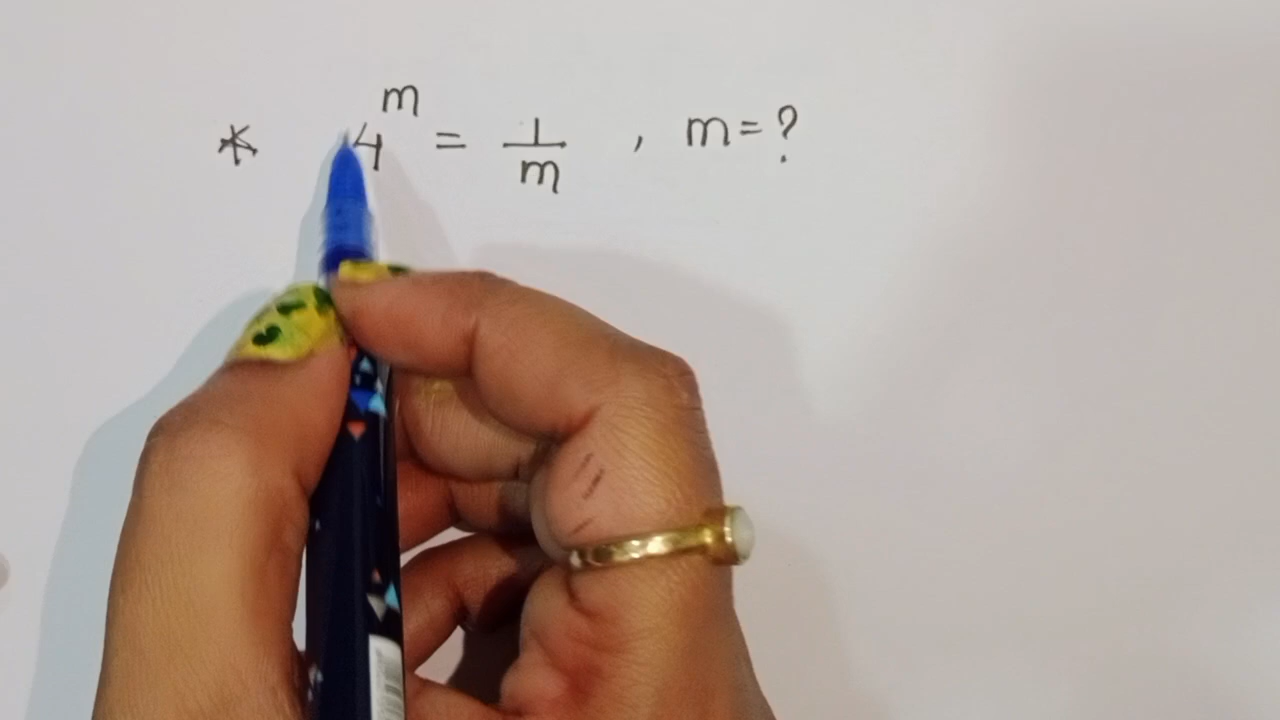 * 4^m = 1/m , m = ?